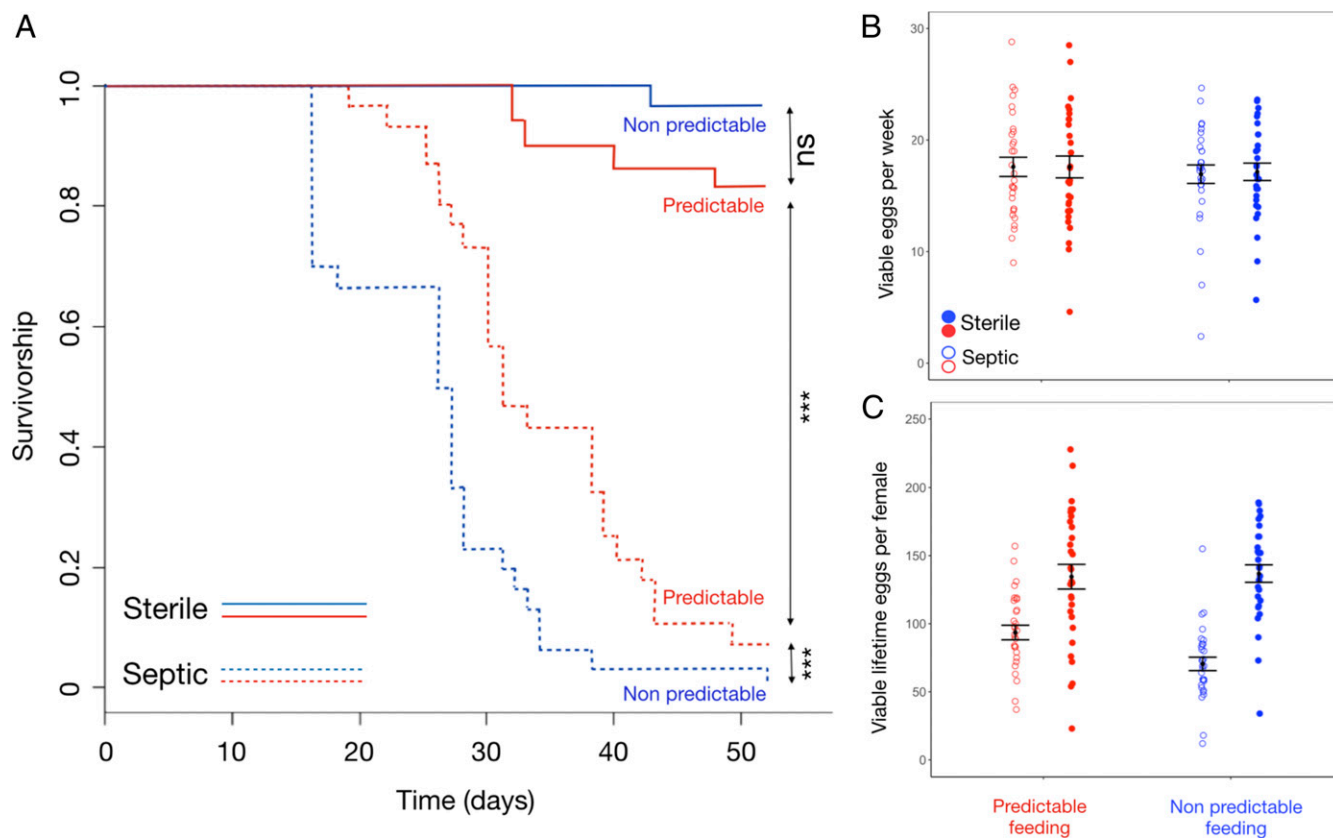 A
Survivorship
1.0
0.8
0.6
0.4
0.2
0
Non predictable
Predictable
ns
***
Predictable
***
Non predictable
Sterile
Septic
0 10 20 30 40 50
Time (days)
B
Viable eggs per week
30
20
10
0
Sterile
Septic
C
Viable lifetime eggs per female
250
200
150
100
50
0
Predictable
feeding
Non predictable
feeding